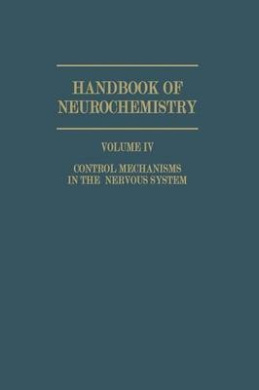 HANDBOOK OF
NEUROCHEMISTRY
VOLUME IV
CONTROL MECHANISMS
IN THE NERVOUS SYSTEM